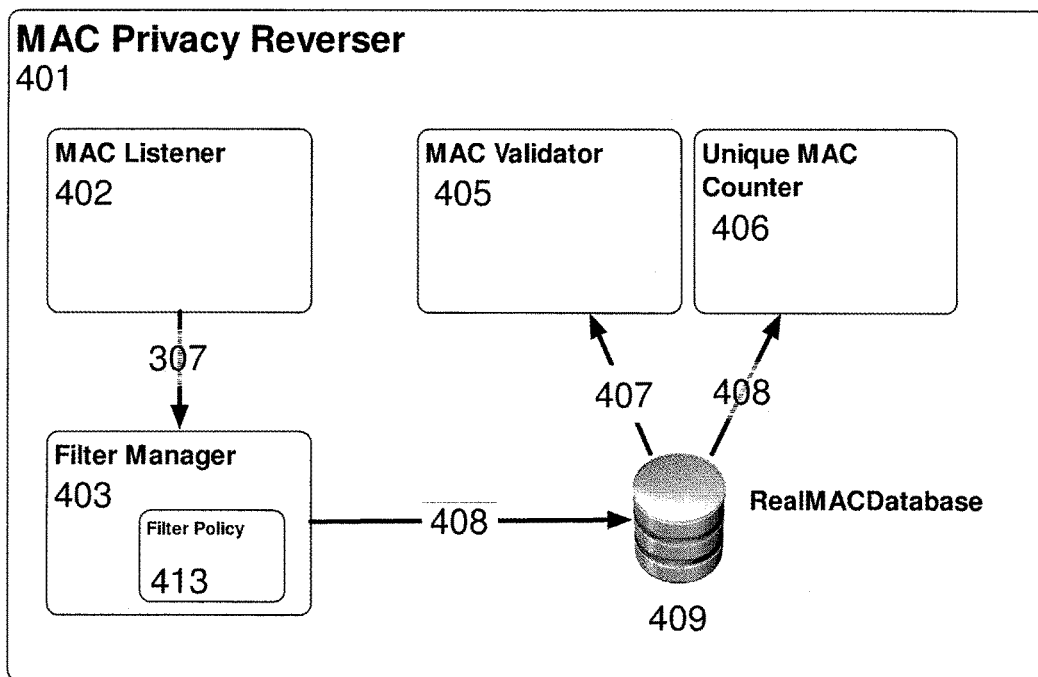 MAC Privacy Reverser
401
MAC Listener
402
MAC Validator
405
Unique MAC
Counter
406
307
407
408
Filter Manager
403
Filter Policy
413
408
RealMACDatabase
409